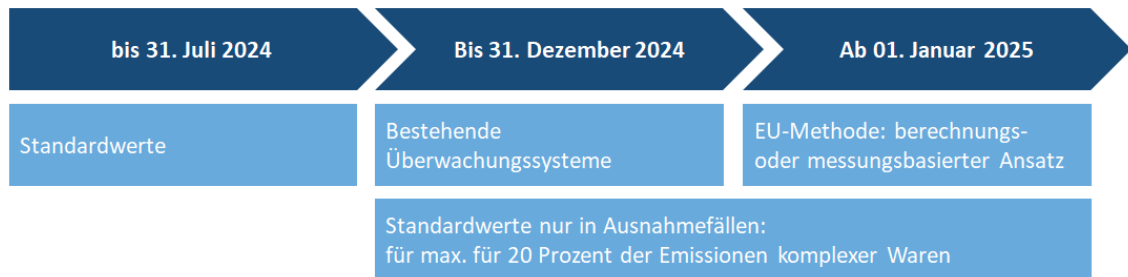 bis 31. Juli 2024
Bis 31. Dezember 2024
Ab 01. Januar 2025
Standardwerte
Bestehende
Überwachungssysteme
EU-Methode: berechnungs-
oder messungsbasierter Ansatz
Standardwerte nur in Ausnahmefällen:
für max. für 20 Prozent der Emissionen komplexer Waren